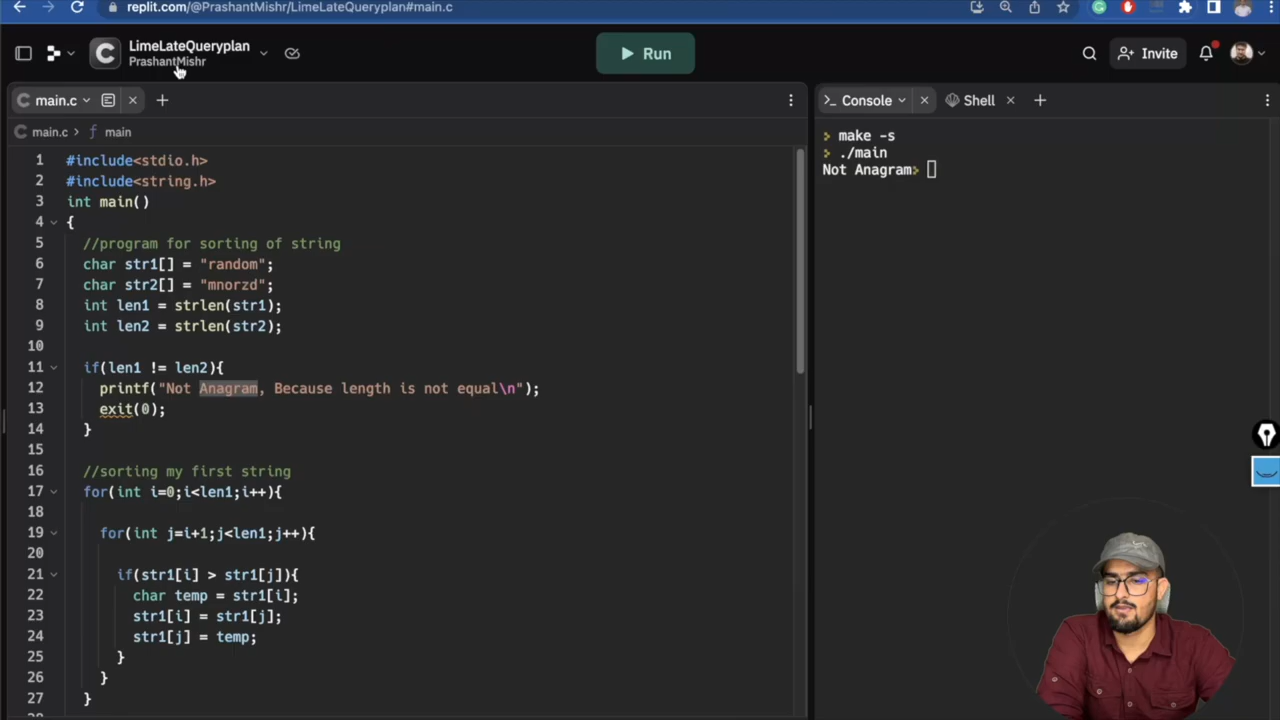 replit.com/@PrashantMishr/LimeLateQueryplan#main.c
LimeLateQueryplan
PrashantMishr
Run
Invite
main.c
Console
Shell
main.c > f main
1 #include<stdio.h>
2 #include<string.h>
3 int main()
4 {
5 //program for sorting of string
6 char str1[] = "random";
7 char str2[] = "mnorzd";
8 int len1 = strlen(str1);
9 int len2 = strlen(str2);
10
11 if(len1 != len2){
12 printf("Not Anagram, Because length is not equal\n");
13 exit(0);
14 }
15
16 //sorting my first string
17 for(int i=0;i<len1;i++){
18
19 for(int j=i+1;j<len1;j++){
20
21 if(str1[i] > str1[j]){
22 char temp = str1[i];
23 str1[i] = str1[j];
24 str1[j] = temp;
25 }
26 }
27 }
> make -s
> ./main
Not Anagram>